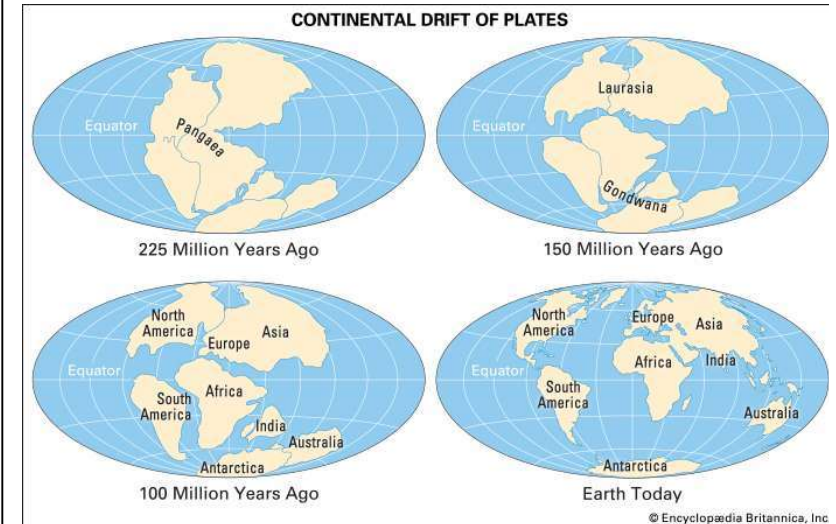 CONTINENTAL DRIFT OF PLATES
Equator
Pangaea
225 Million Years Ago
Equator
Laurasia
Gondwana
150 Million Years Ago
Equator
North
America
Europe
Asia
South
America
Africa
India
Australia
Antarctica
100 Million Years Ago
Equator
North
America
Europe
Asia
Africa
India
South
America
Australia
Antarctica
Earth Today
© Encyclopædia Britannica, Inc